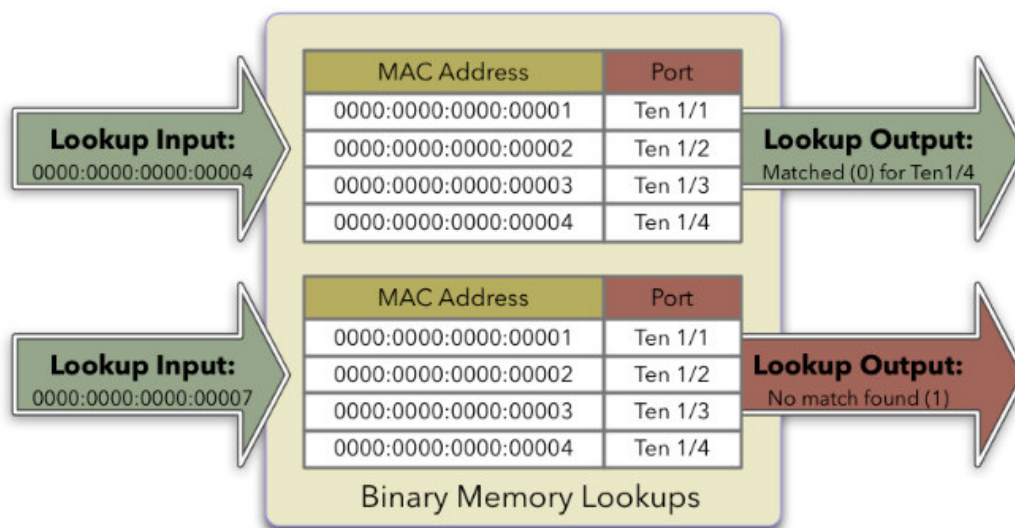 MAC Address Port
0000:0000:0000:00001 Ten 1/1
Lookup Input:
0000:0000:0000:00004
0000:0000:0000:00002 Ten 1/2
0000:0000:0000:00003 Ten 1/3
0000:0000:0000:00004 Ten 1/4
Lookup Output:
Matched (0) for Ten1/4
MAC Address Port
0000:0000:0000:00001 Ten 1/1
Lookup Input:
0000:0000:0000:00007
0000:0000:0000:00002 Ten 1/2
0000:0000:0000:00003 Ten 1/3
0000:0000:0000:00004 Ten 1/4
Lookup Output:
No match found (1)
Binary Memory Lookups